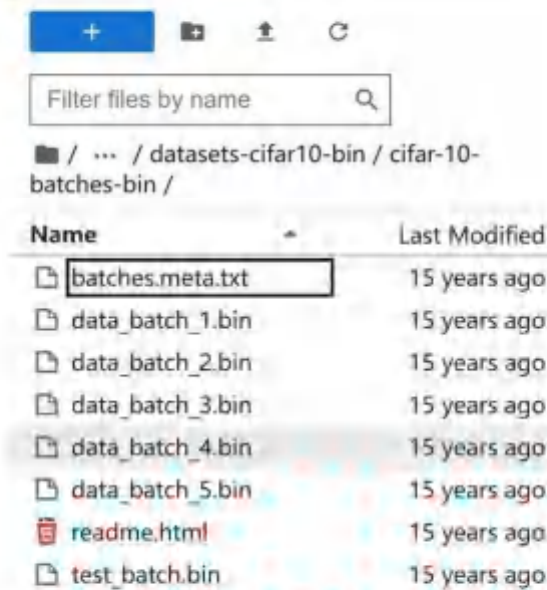 Filter files by name
/ ... / datasets-cifar10-bin / cifar-10-
batches-bin /
Name Last Modified
batches.meta.txt 15 years ago
data_batch_1.bin 15 years ago
data_batch_2.bin 15 years ago
data_batch_3.bin 15 years ago
data_batch_4.bin 15 years ago
data_batch_5.bin 15 years ago
readme.html 15 years ago
test_batch.bin 15 years ago